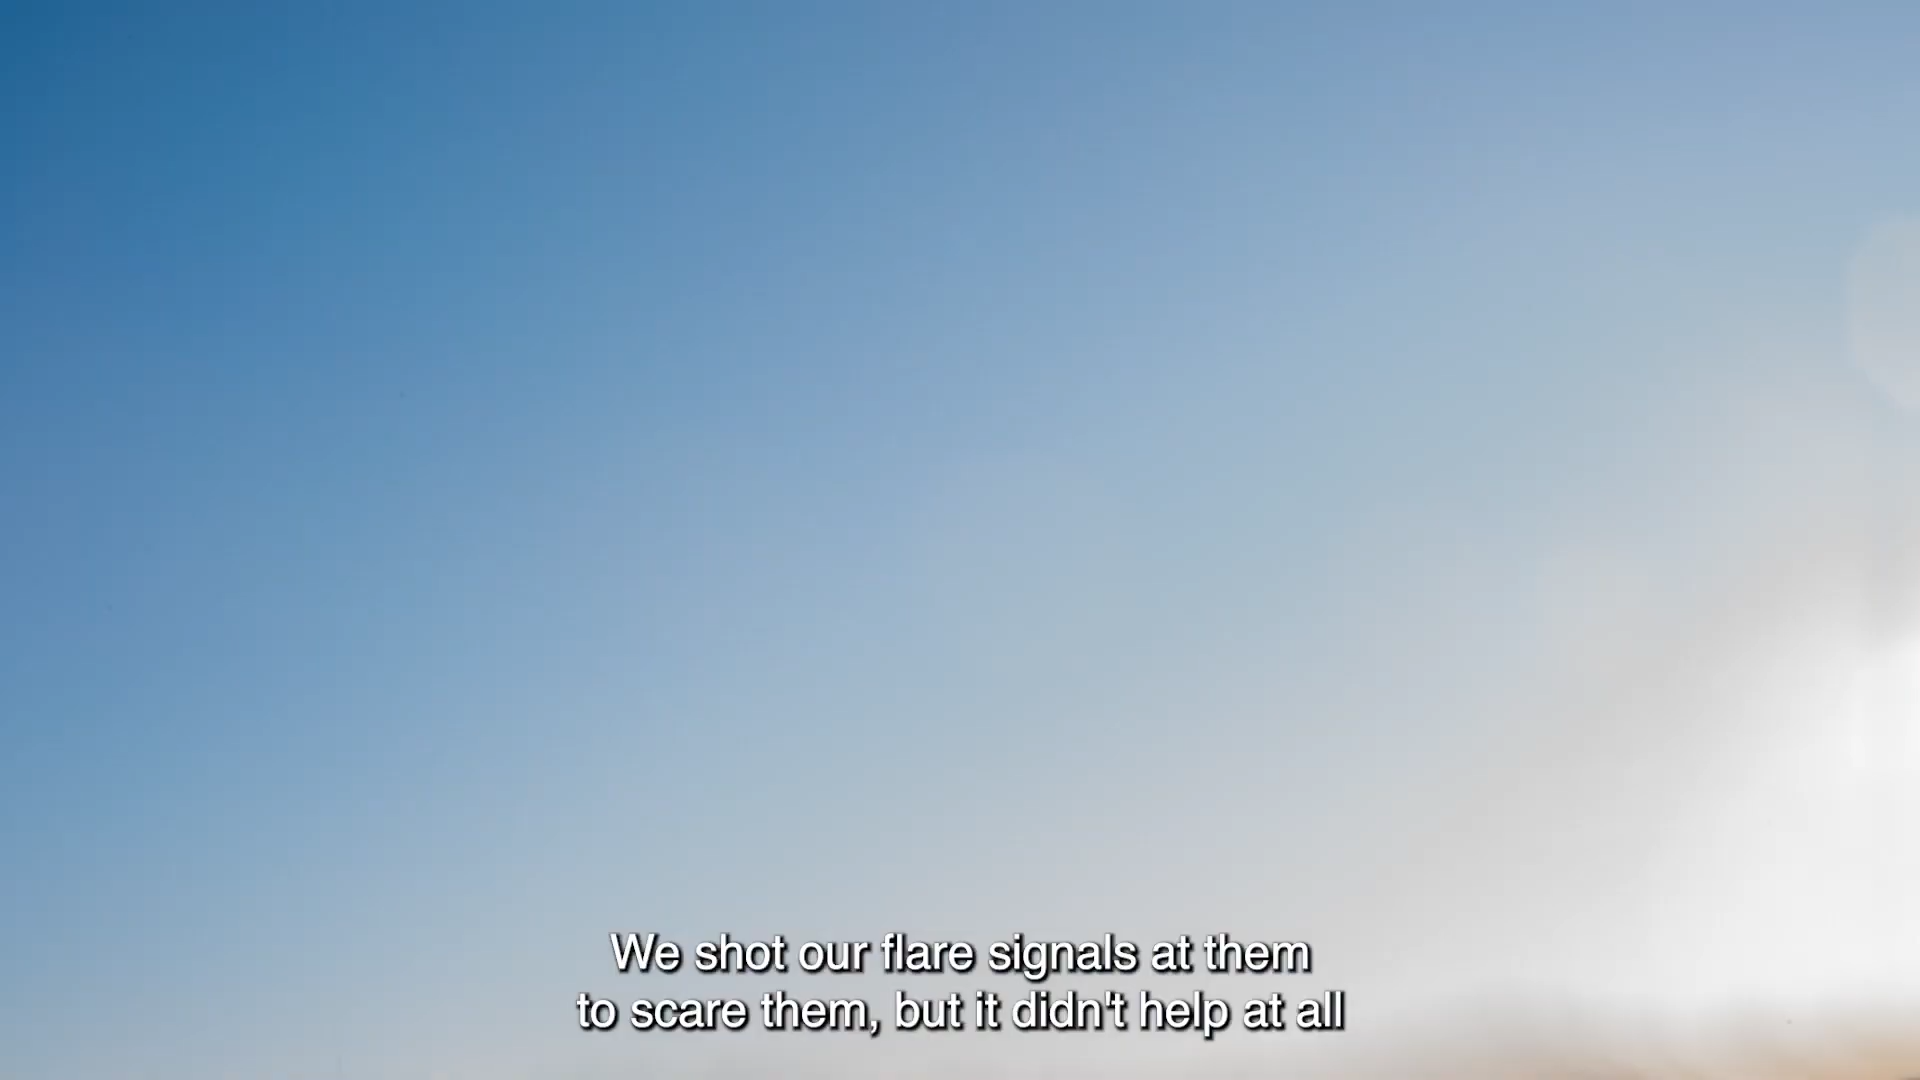 We shot our flare signals at them
to scare them, but it didn't help at all